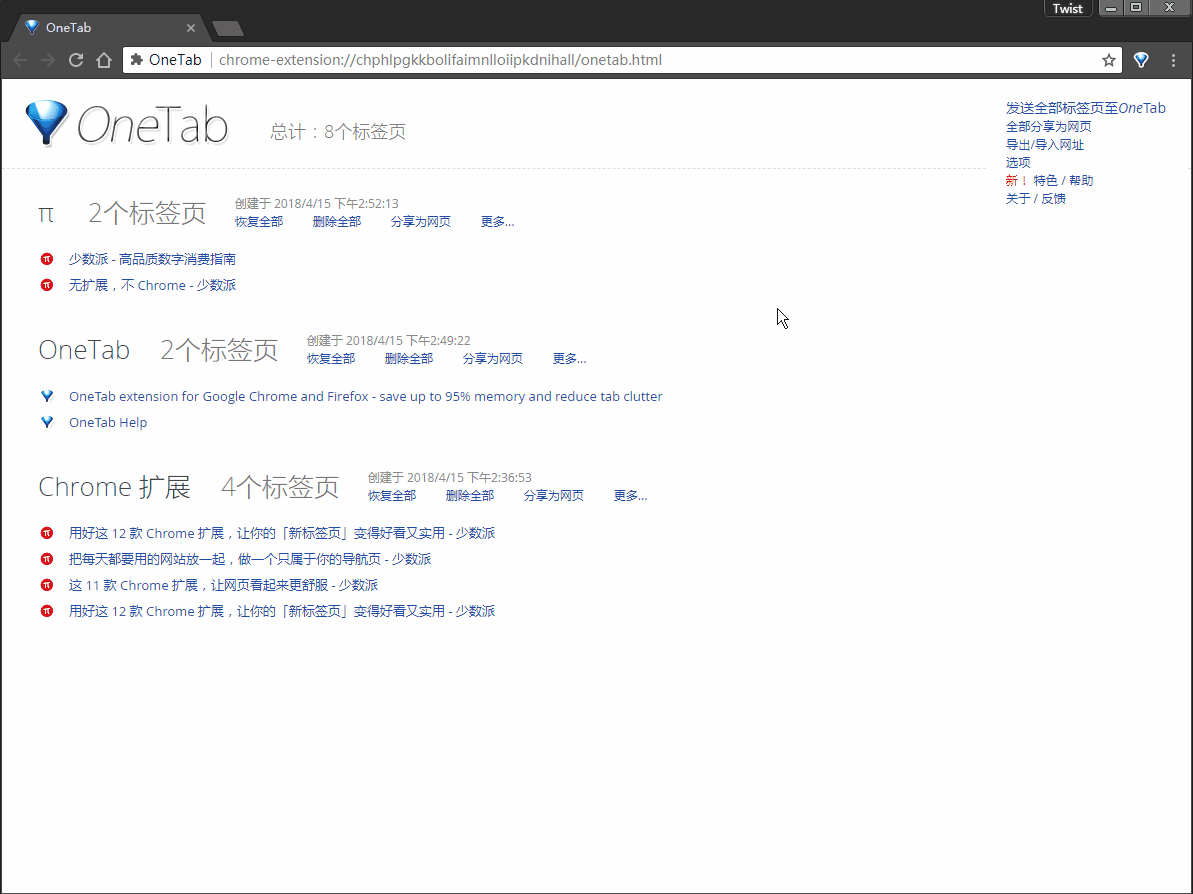 Twist
OneTab
OneTab chrome-extension://chphlpgkkbolifaimnlloiipkdnihall/onetab.html
OneTab 总计：8个标签页
发送全部标签页至OneTab
全部分享为网页
导出/导入网址
选项
新！ 特色 / 帮助
关于 / 反馈
π 2个标签页 创建于 2018/4/15 下午2:52:13
恢复全部 删除全部 分享为网页 更多...
少数派 - 高品质数字消费指南
无扩展，不 Chrome - 少数派
OneTab 2个标签页 创建于 2018/4/15 下午2:49:22
恢复全部 删除全部 分享为网页 更多...
OneTab extension for Google Chrome and Firefox - save up to 95% memory and reduce tab clutter
OneTab Help
Chrome 扩展 4个标签页 创建于 2018/4/15 下午2:36:53
恢复全部 删除全部 分享为网页 更多...
用好这 12 款 Chrome 扩展，让你的「新标签页」变得好看又实用 - 少数派
把每天都要用的网站放一起，做一个只属于你的导航页 - 少数派
这 11 款 Chrome 扩展，让网页看起来更舒服 - 少数派
用好这 12 款 Chrome 扩展，让你的「新标签页」变得好看又实用 - 少数派